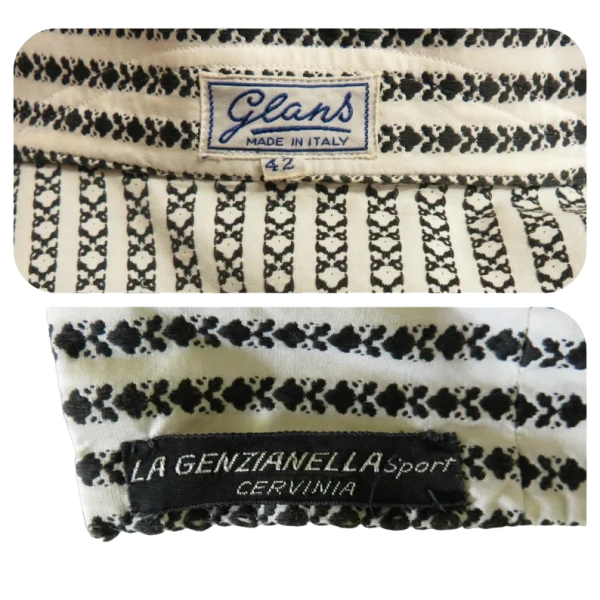 Glans
MADE IN ITALY
42
LA GENZIANELLA Sport
CERVINIA